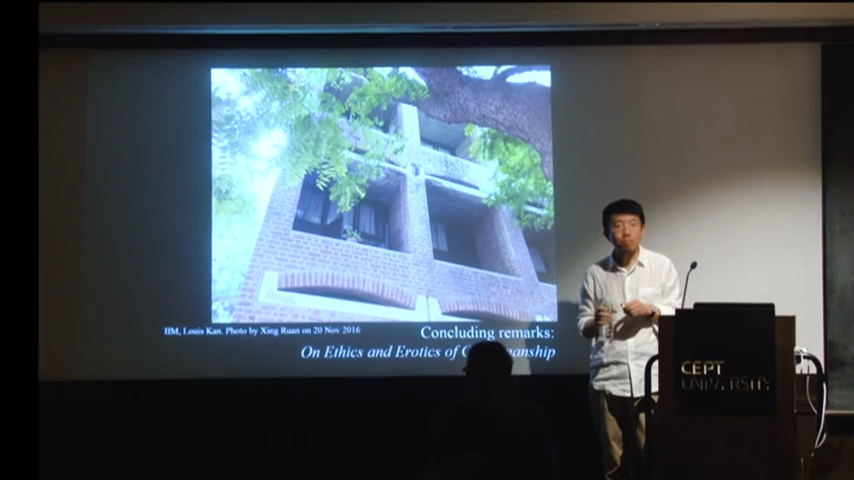 IIM, Louis Kan. Photo by Xing Ruan on 20 Nov 2016
Concluding remarks:
On Ethics and Erotics of
CEPT
UNIVERSITY